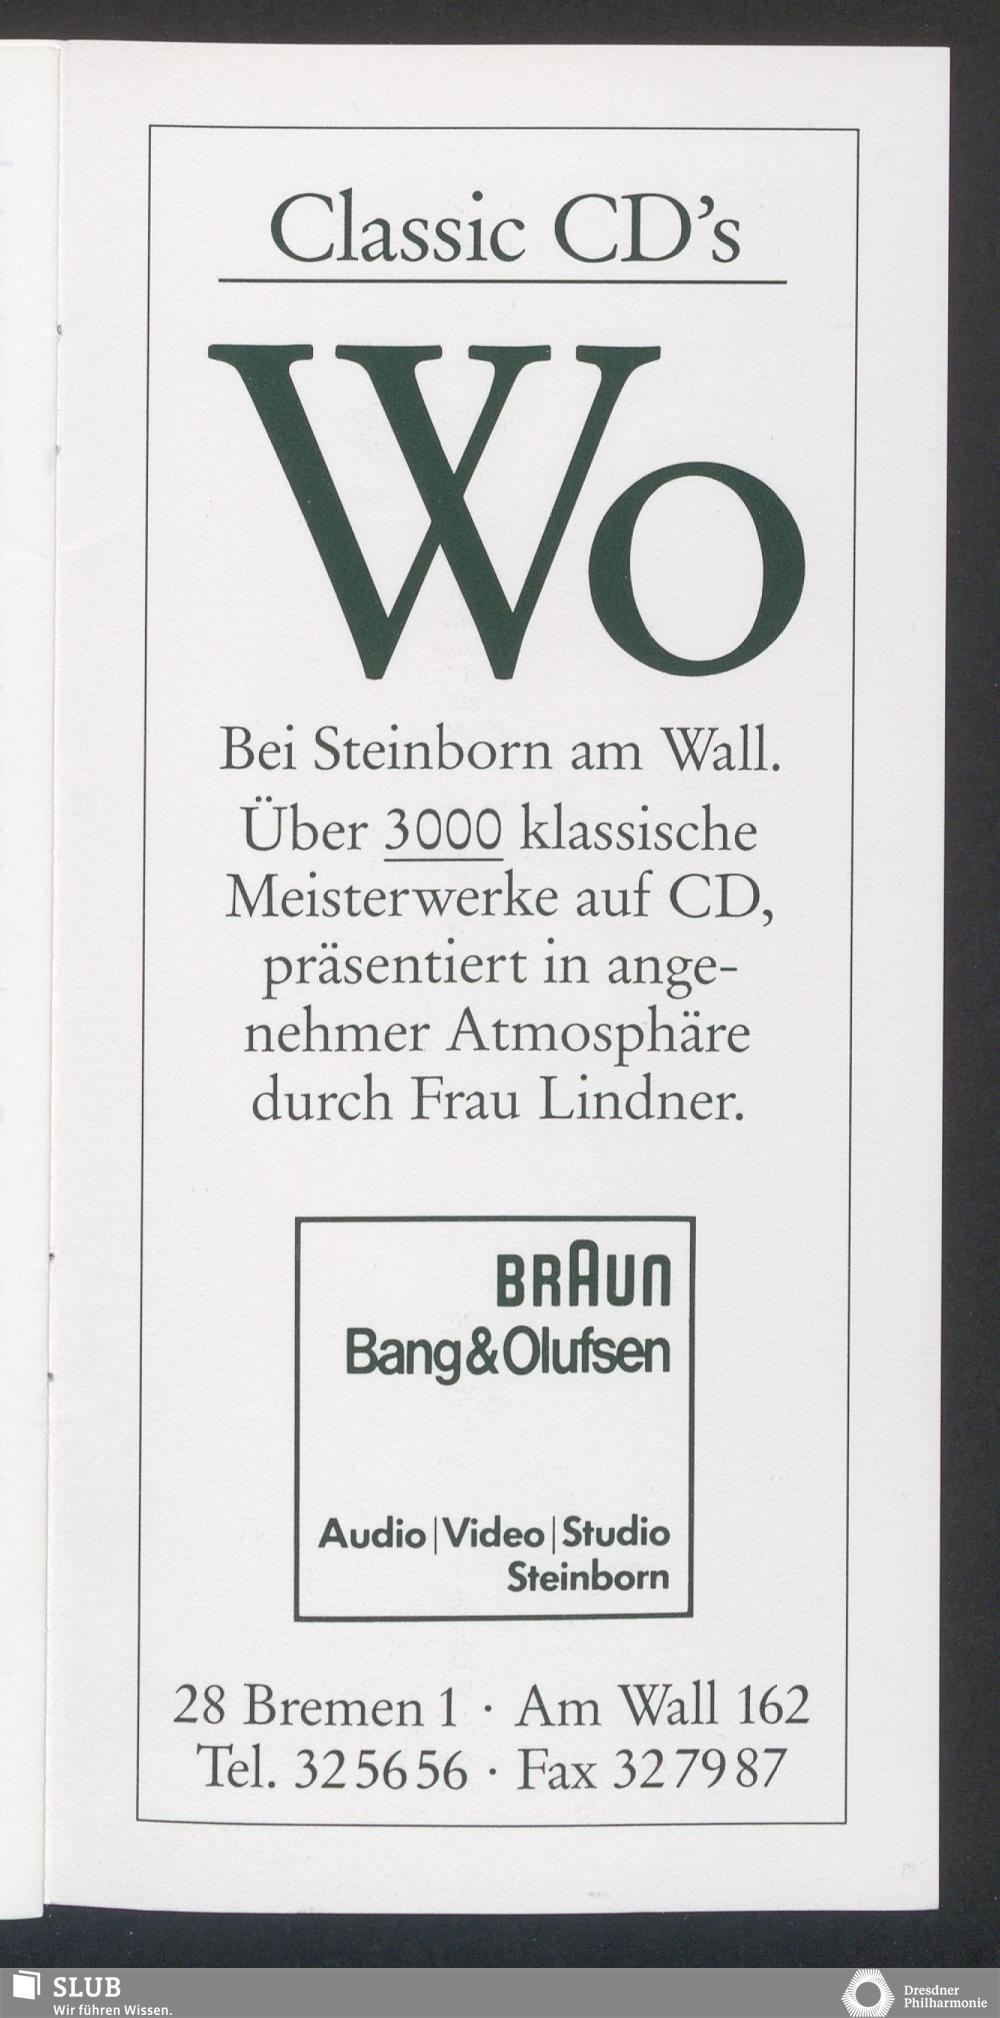 Classic CD's
Wo
Bei Steinborn am Wall.
Über 3000 klassische
Meisterwerke auf CD,
präsentiert in ange-
nehmer Atmosphäre
durch Frau Lindner.
BRAUN
Bang&Olufsen
Audio|Video|Studio
Steinborn
28 Bremen 1 · Am Wall 162
Tel. 325656 · Fax 327987
SLUB
Wir führen Wissen.
Dresdner
Philharmonie